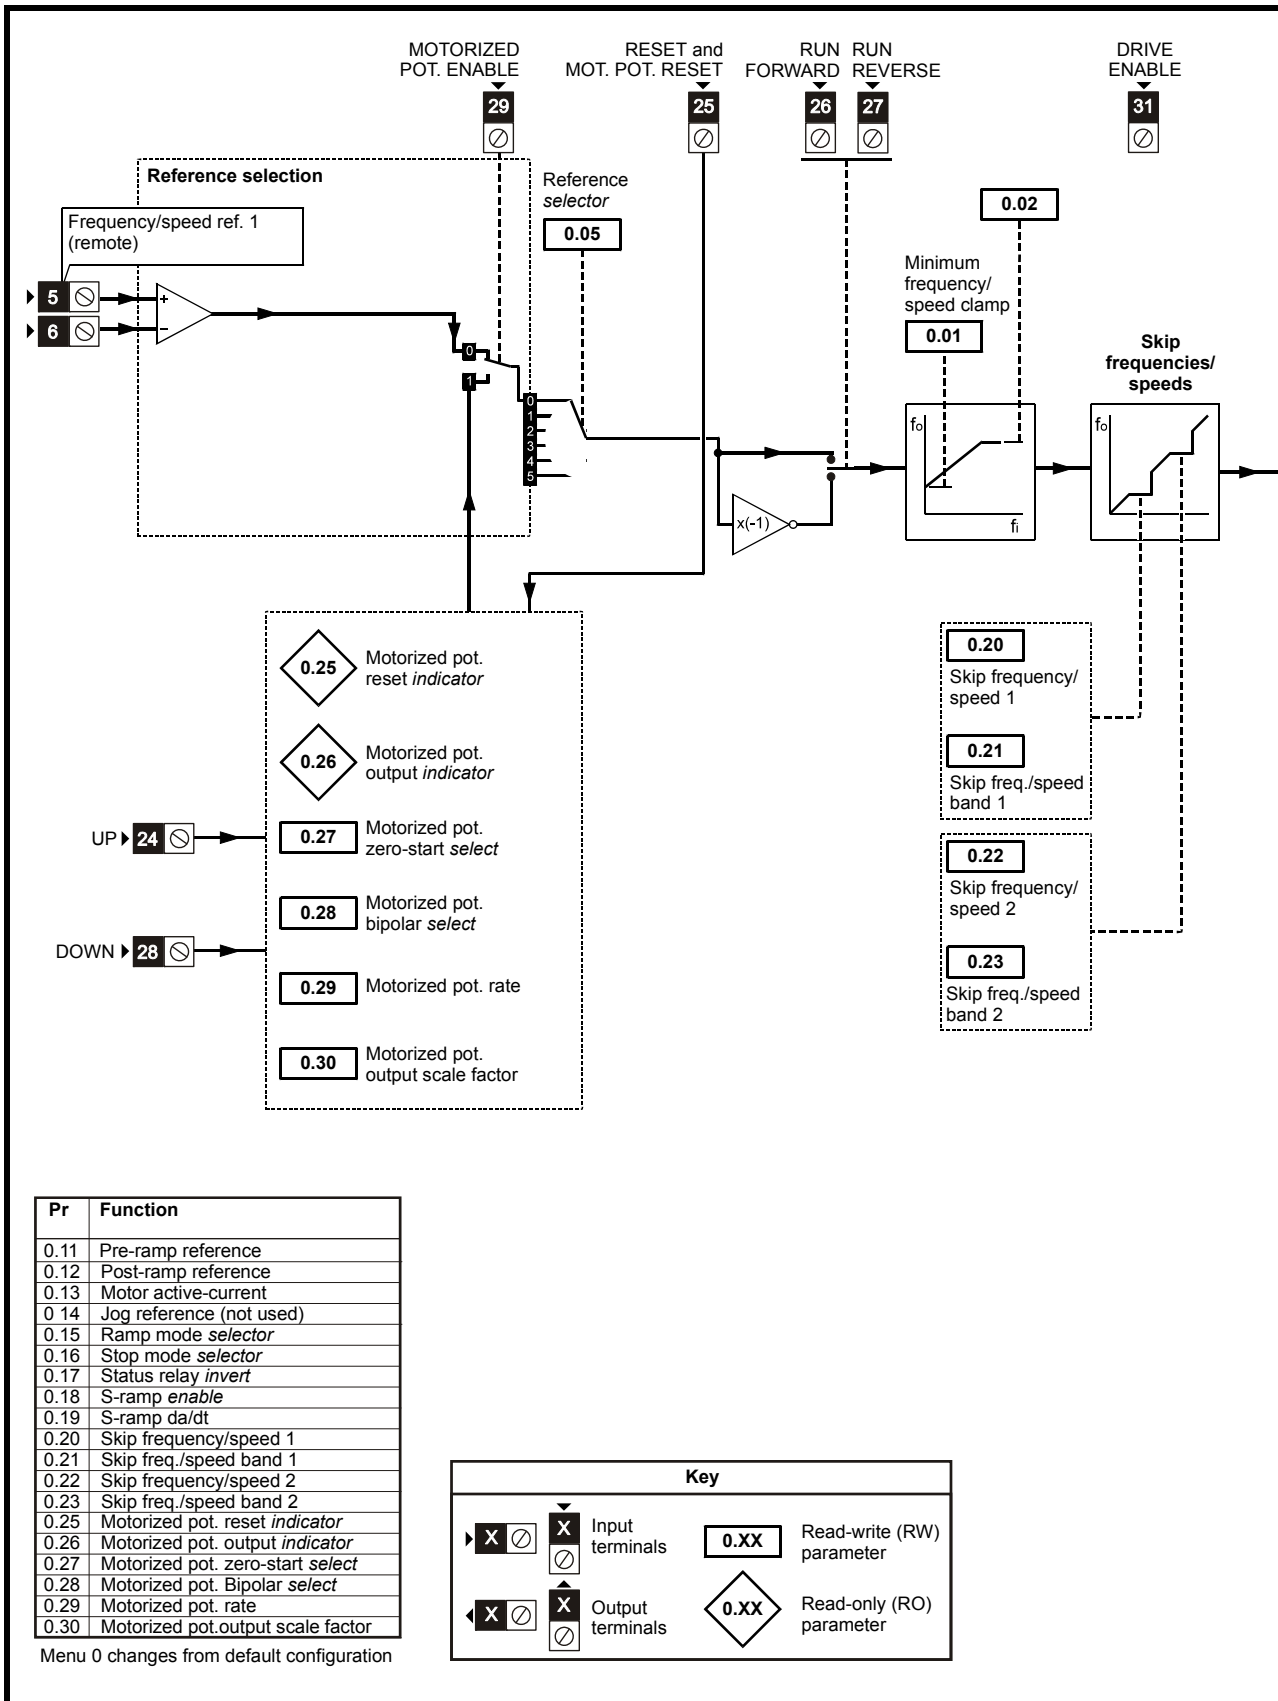 MOTORIZED
POT. ENABLE
RESET and
MOT. POT. RESET
RUN
FORWARD
RUN
REVERSE
DRIVE
ENABLE
29
25
26
27
31
Reference selection
Frequency/speed ref. 1
(remote)
Reference
selector
0.05
0.02
Minimum
frequency/
speed clamp
0.01
Skip
frequencies/
speeds
5
6
+
–
0
1
0
1
2
3
4
5
x(-1)
fo
fi
fo
0.25
Motorized pot.
reset indicator
0.26
Motorized pot.
output indicator
UP
24
0.27
Motorized pot.
zero-start select
0.28
Motorized pot.
bipolar select
DOWN
28
0.29
Motorized pot. rate
0.30
Motorized pot.
output scale factor
0.20
Skip frequency/
speed 1
0.21
Skip freq./speed
band 1
0.22
Skip frequency/
speed 2
0.23
Skip freq./speed
band 2
Pr Function
0.11 Pre-ramp reference
0.12 Post-ramp reference
0.13 Motor active-current
0 14 Jog reference (not used)
0.15 Ramp mode selector
0.16 Stop mode selector
0.17 Status relay invert
0.18 S-ramp enable
0.19 S-ramp da/dt
0.20 Skip frequency/speed 1
0.21 Skip freq./speed band 1
0.22 Skip frequency/speed 2
0.23 Skip freq./speed band 2
0.25 Motorized pot. reset indicator
0.26 Motorized pot. output indicator
0.27 Motorized pot. zero-start select
0.28 Motorized pot. Bipolar select
0.29 Motorized pot. rate
0.30 Motorized pot.output scale factor
Menu 0 changes from default configuration
Key
X
X
Input
terminals
0.XX
Read-write (RW)
parameter
X
X
Output
terminals
0.XX
Read-only (RO)
parameter